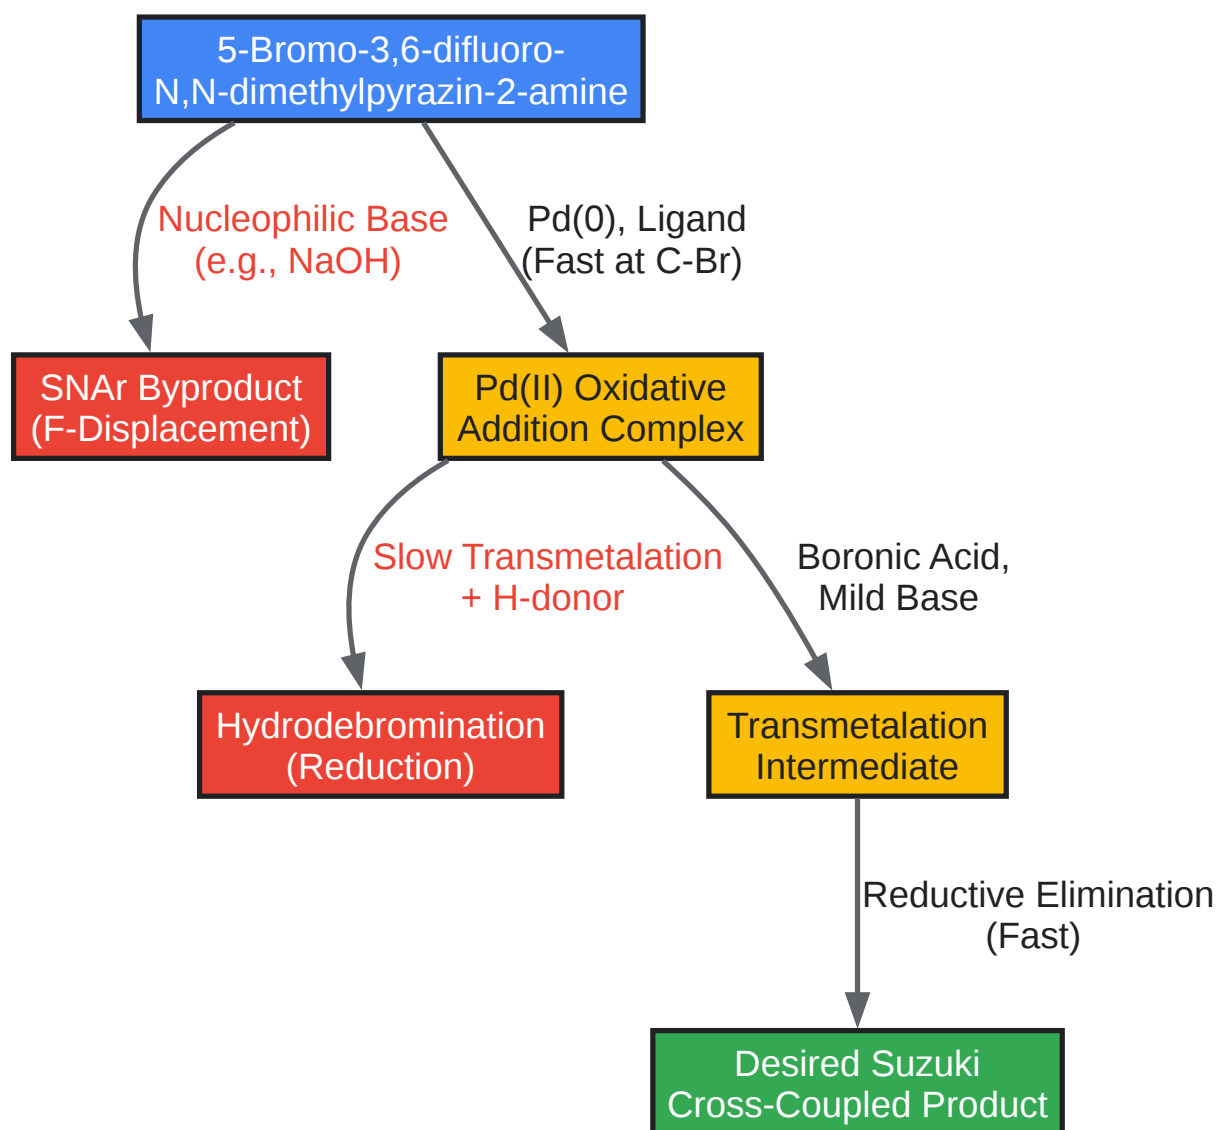 5-Bromo-3,6-difluoro-
N,N-dimethylpyrazin-2-amine
Nucleophilic Base
(e.g., NaOH)
Pd(0), Ligand
(Fast at C-Br)
SNAr Byproduct
(F-Displacement)
Pd(II) Oxidative
Addition Complex
Slow Transmetalation
+ H-donor
Boronic Acid,
Mild Base
Hydrodebromination
(Reduction)
Transmetalation
Intermediate
Reductive Elimination
(Fast)
Desired Suzuki
Cross-Coupled Product